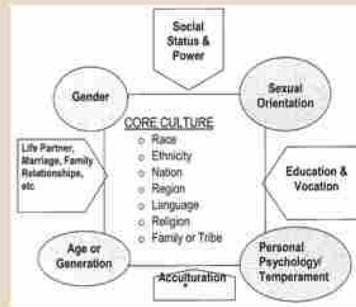 Social
Status &
Power
Gender
Sexual
Orientation
CORE CULTURE
o Race
o Ethnicity
o Nation
o Region
o Language
o Religion
o Family or Tribe
Life Partner,
Marriage, Family
Relationships,
etc
Education &
Vocation
Age or
Generation
Personal
Psychology/
Temperament
Acculturation
*